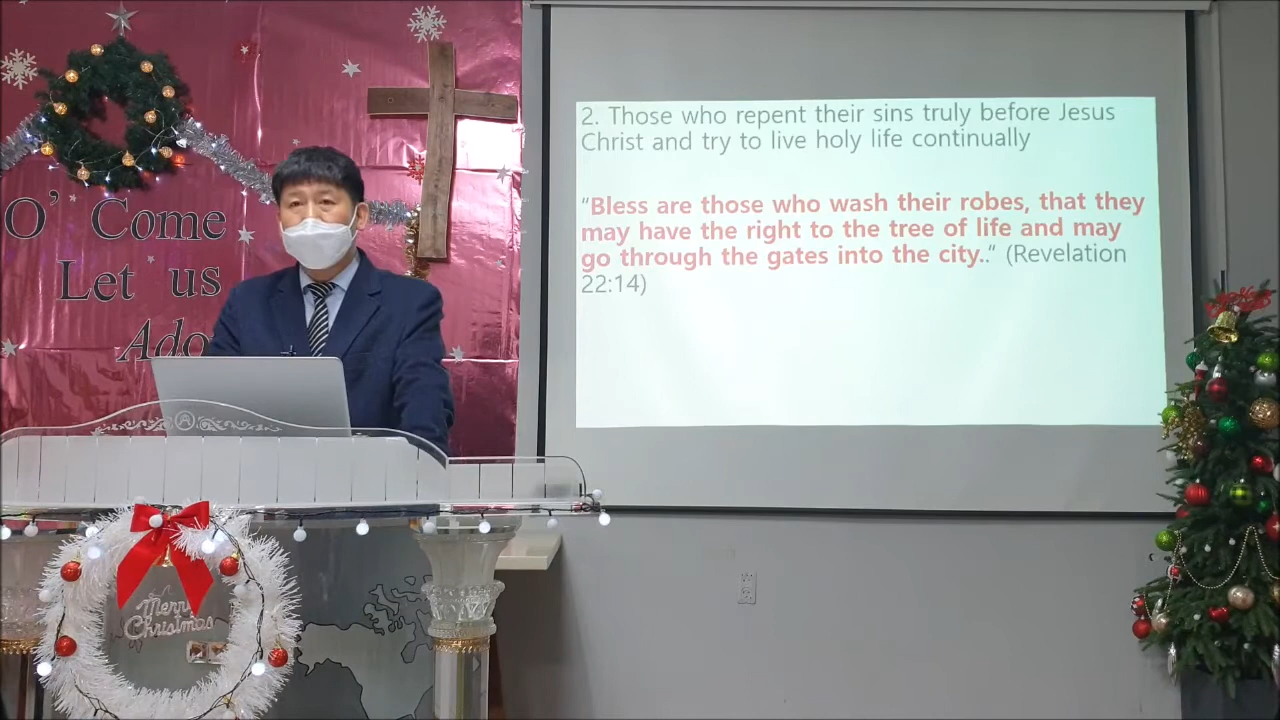 O' Come
Let us
Ado
2. Those who repent their sins truly before Jesus
Christ and try to live holy life continually
“Bless are those who wash their robes, that they
may have the right to the tree of life and may
go through the gates into the city..“ (Revelation
22:14)
Merry
Christmas